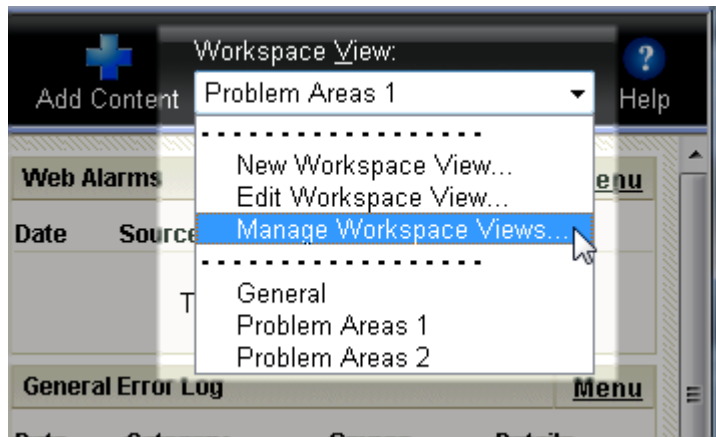 Workspace View:
Add Content
Problem Areas 1
Help
New Workspace View...
Edit Workspace View...
Manage Workspace Views...
General
Problem Areas 1
Problem Areas 2
Web Alarms
Date Source
T
General Error Log Menu